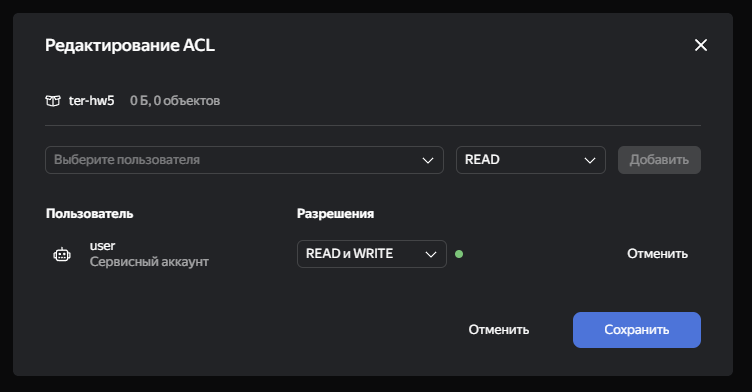 Редактирование ACL
ter-hw5 0 Б, 0 объектов
Выберите пользователя READ Добавить
Пользователь Разрешения
user
Сервисный аккаунт
READ и WRITE Отменить
Отменить Сохранить